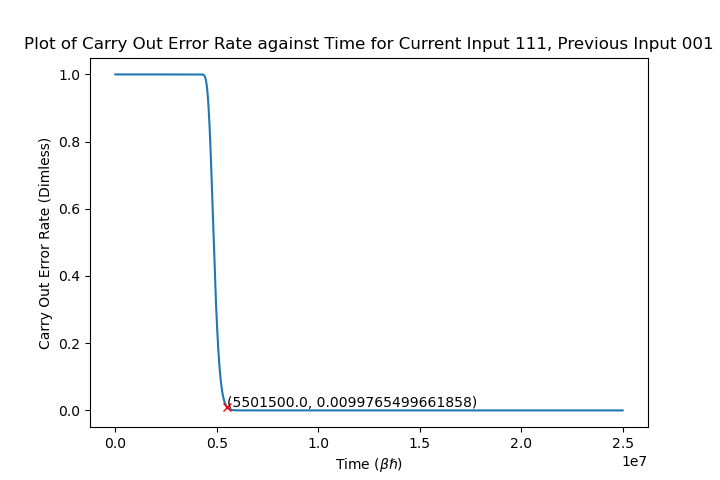 Plot of Carry Out Error Rate against Time for Current Input 111, Previous Input 001
1.0
0.8
0.6
0.4
0.2
0.0
Carry Out Error Rate (Dimless)
(5501500.0, 0.0099765499661858)
0.0 0.5 1.0 1.5 2.0 2.5
1e7
Time (βℏ)